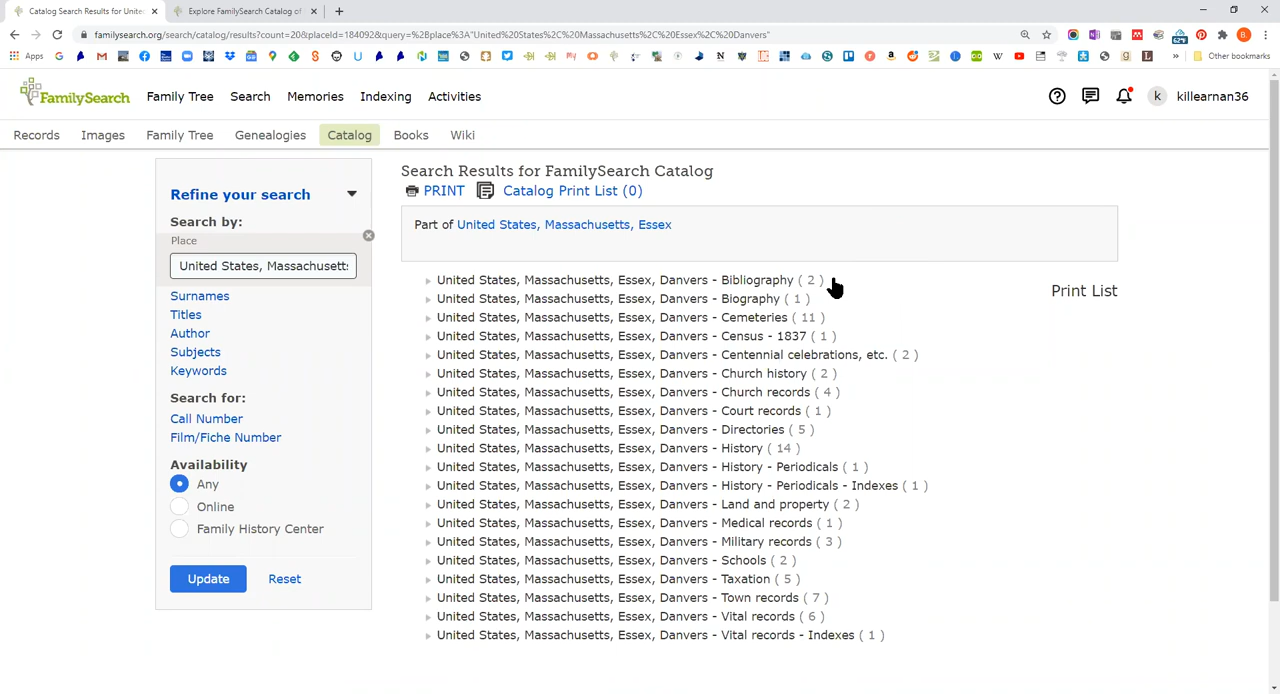 Catalog Search Results for Unite
Explore FamilySearch Catalog of
familysearch.org/search/catalog/results?count=20&placeId=184092&query=%2Bplace%3A"United%20States%2C%20Massachusetts%2C%20Essex%2C%20Danvers"
Apps
Other bookmarks
FamilySearch
Family Tree
Search
Memories
Indexing
Activities
k
killearnan36
Records
Images
Family Tree
Genealogies
Catalog
Books
Wiki
Refine your search
Search by:
Place
United States, Massachusetts
Surnames
Titles
Author
Subjects
Keywords
Search for:
Call Number
Film/Fiche Number
Availability
Any
Online
Family History Center
Update
Reset
Search Results for FamilySearch Catalog
PRINT
Catalog Print List (0)
Part of United States, Massachusetts, Essex
United States, Massachusetts, Essex, Danvers - Bibliography ( 2 )
United States, Massachusetts, Essex, Danvers - Biography ( 1 )
United States, Massachusetts, Essex, Danvers - Cemeteries ( 11 )
United States, Massachusetts, Essex, Danvers - Census - 1837 ( 1 )
United States, Massachusetts, Essex, Danvers - Centennial celebrations, etc. ( 2 )
United States, Massachusetts, Essex, Danvers - Church history ( 2 )
United States, Massachusetts, Essex, Danvers - Church records ( 4 )
United States, Massachusetts, Essex, Danvers - Court records ( 1 )
United States, Massachusetts, Essex, Danvers - Directories ( 5 )
United States, Massachusetts, Essex, Danvers - History ( 14 )
United States, Massachusetts, Essex, Danvers - History - Periodicals ( 1 )
United States, Massachusetts, Essex, Danvers - History - Periodicals - Indexes ( 1 )
United States, Massachusetts, Essex, Danvers - Land and property ( 2 )
United States, Massachusetts, Essex, Danvers - Medical records ( 1 )
United States, Massachusetts, Essex, Danvers - Military records ( 3 )
United States, Massachusetts, Essex, Danvers - Schools ( 2 )
United States, Massachusetts, Essex, Danvers - Taxation ( 5 )
United States, Massachusetts, Essex, Danvers - Town records ( 7 )
United States, Massachusetts, Essex, Danvers - Vital records ( 6 )
United States, Massachusetts, Essex, Danvers - Vital records - Indexes ( 1 )
Print List